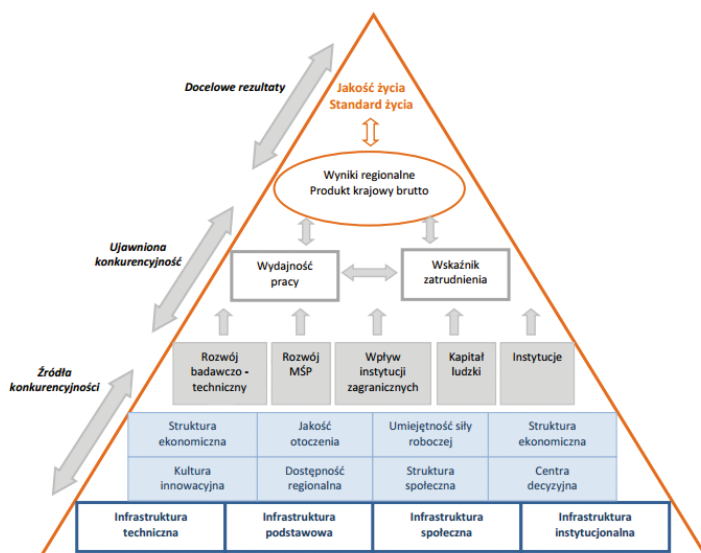 Docelowe rezultaty
Jakość życia
Standard życia
Wyniki regionalne
Produkt krajowy brutto
Ujawniona
konkurencyjność
Wydajność
pracy
Wskaźnik
zatrudnienia
Źródła
konkurencyjności
Rozwój
badawczo -
techniczny
Rozwój
MŚP
Wpływ
instytucji
zagranicznych
Kapitał
ludzki
Instytucje
Struktura
ekonomiczna
Jakość
otoczenia
Umiejętność siły
roboczej
Struktura
ekonomiczna
Kultura
innowacyjna
Dostępność
regionalna
Struktura
społeczna
Centra
decyzyjna
Infrastruktura
techniczna
Infrastruktura
podstawowa
Infrastruktura
społeczna
Infrastruktura
instytucjonalna